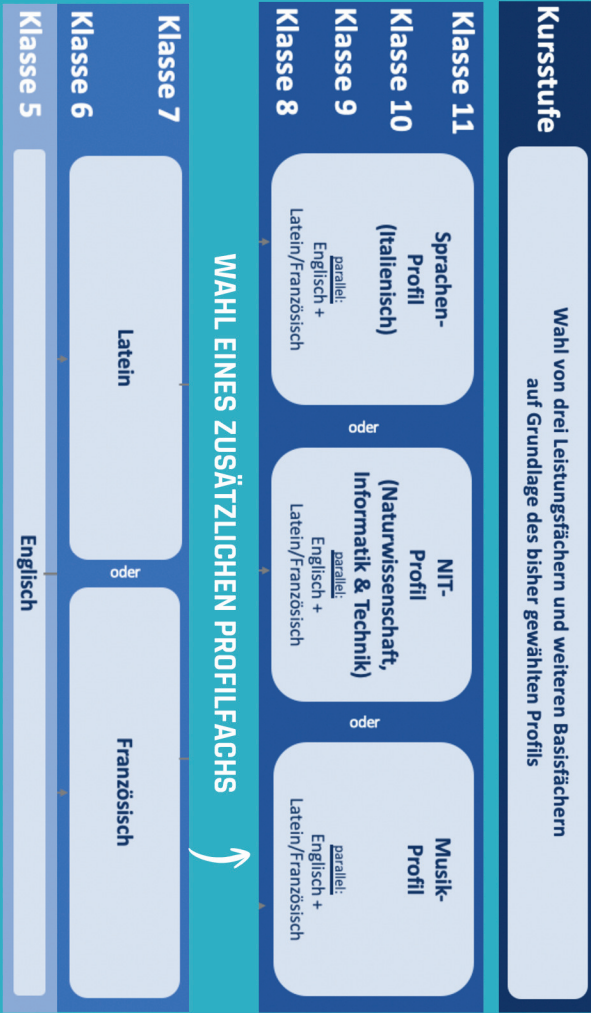 Kursstufe
Wahl von drei Leistungsfächern und weiteren Basisfächern
auf Grundlage des bisher gewählten Profils
Klasse 11
Klasse 10
Klasse 9
Klasse 8
Sprachen-
Profil
(Italienisch)
parallel:
Englisch +
Latein/Französisch
oder
NIT-
Profil
(Naturwissenschaft,
Informatik & Technik)
parallel:
Englisch +
Latein/Französisch
oder
Musik-
Profil
parallel:
Englisch +
Latein/Französisch
WAHL EINES ZUSÄTZLICHEN PROFILFACHS
Klasse 7
Klasse 6
Latein
oder
Französisch
Klasse 5
Englisch